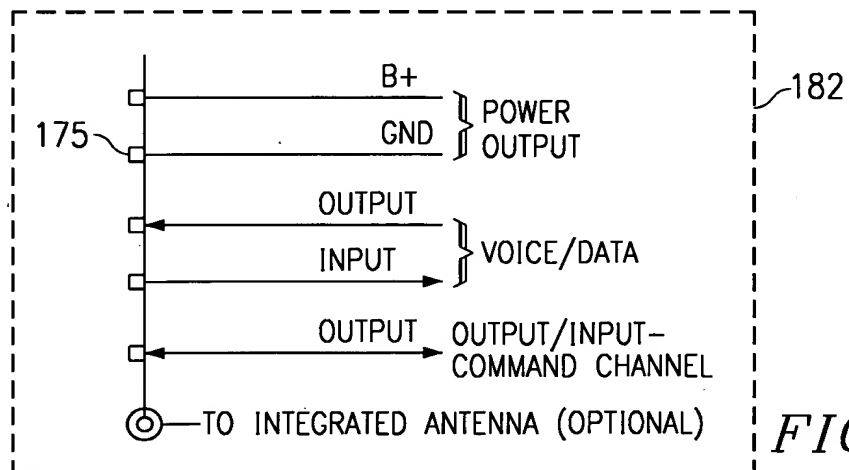 B+
182
POWER
175
GND
OUTPUT
OUTPUT
VOICE/DATA
INPUT
OUTPUT
OUTPUT/INPUT-
COMMAND CHANNEL
TO INTEGRATED ANTENNA (OPTIONAL)